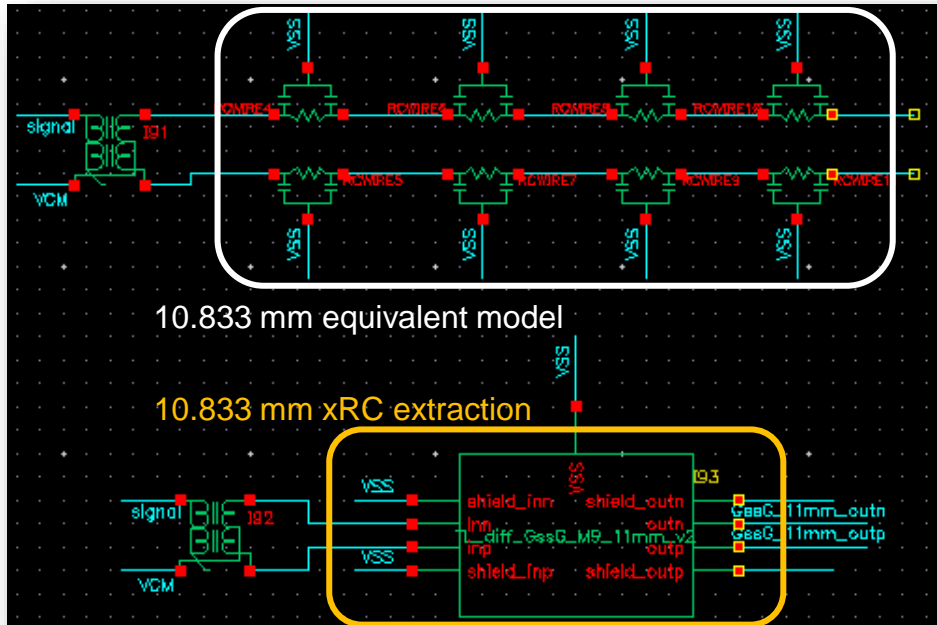 VSS VSS VSS VSS
RCWIRE4 RCWIRE6 RCWIRE8 RCWIRE10
signal I91
RCWIRE5 RCWIRE7 RCWIRE9 RCWIRE1
VCM
VSS VSS VSS VSS
10.833 mm equivalent model
VSS
10.833 mm xRC extraction
VSS VSS I93
shield_inn shield_outn
signal I92 inn outn GssG_11mm_outn
L_diff_GssG_M9_11mm_v2
VSS inp outp GssG_11mm_outp
shield_inp shield_outp
VCM